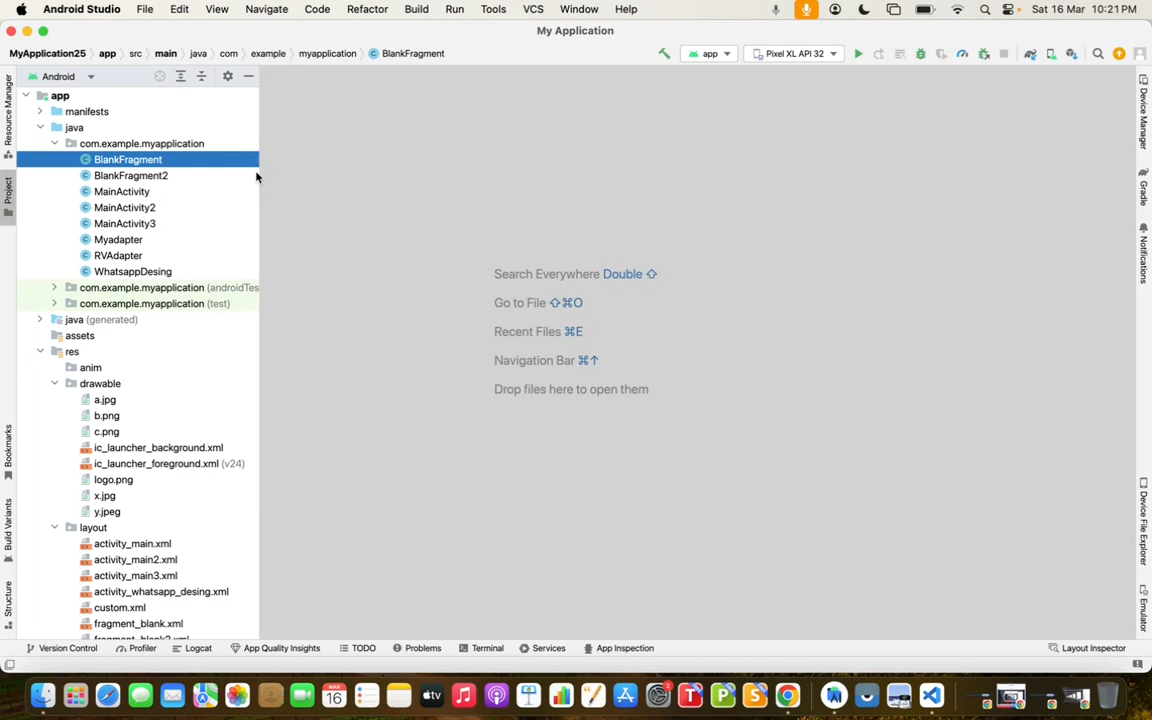 Android Studio File Edit View Navigate Code Refactor Build Run Tools VCS Window Help Sat 16 Mar 10:21 PM
My Application
MyApplication25 app src main java com example myapplication BlankFragment app Pixel XL API 32
Android
app
manifests
java
com.example.myapplication
BlankFragment
BlankFragment2
MainActivity
MainActivity2
MainActivity3
Myadapter
RVAdapter
WhatsappDesing
com.example.myapplication (androidTes
com.example.myapplication (test)
java (generated)
assets
res
anim
drawable
a.jpg
b.png
c.png
ic_launcher_background.xml
ic_launcher_foreground.xml (v24)
logo.png
x.jpg
y.jpeg
layout
activity_main.xml
activity_main2.xml
activity_main3.xml
activity_whatsapp_desing.xml
custom.xml
fragment_blank.xml
fragment_blank2.xml
Search Everywhere Double ⇧
Go to File ⇧⌘O
Recent Files ⌘E
Navigation Bar ⌘↑
Drop files here to open them
Resource Manager
Project
Bookmarks
Build Variants
Structure
Device Manager
Gradle
Notifications
Device File Explorer
Emulator
Version Control Profiler Logcat App Quality Insights TODO Problems Terminal Services App Inspection Layout Inspector
MAR
16
tv
T P S
2